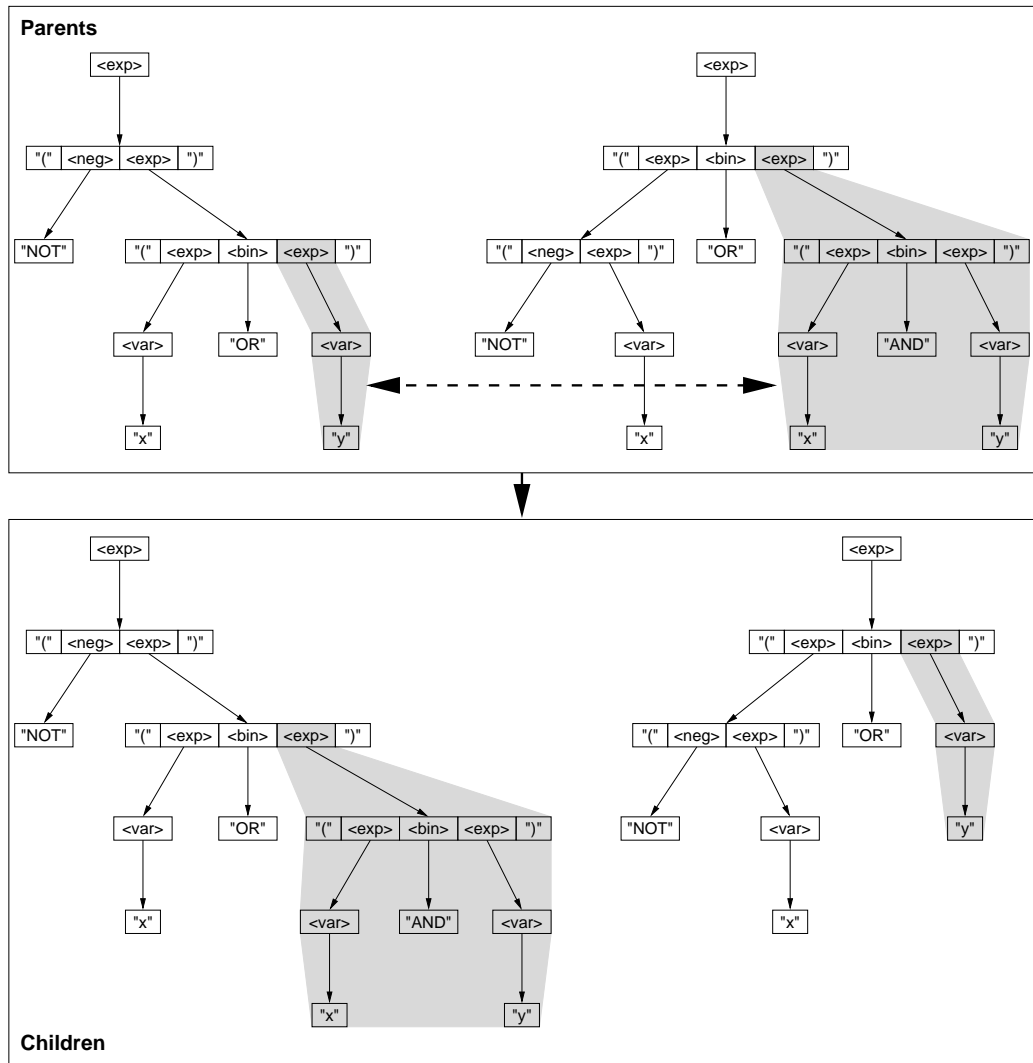 Parents
<exp> <exp>
"(" <neg> <exp> ")" "(" <exp> <bin> <exp> ")"
"NOT" "(" <exp> <bin> <exp> ")" "(" <neg> <exp> ")" "OR" "(" <exp> <bin> <exp> ")"
<var> "OR" <var> "NOT" <var> <var> "AND" <var>
"x" "y" "x" "x" "y"
<exp> <exp>
"(" <neg> <exp> ")" "(" <exp> <bin> <exp> ")"
"NOT" "(" <exp> <bin> <exp> ")" "(" <neg> <exp> ")" "OR" <var>
<var> "OR" "(" <exp> <bin> <exp> ")" "NOT" <var> "y"
"x" <var> "AND" <var> "x"
"x" "y"
Children